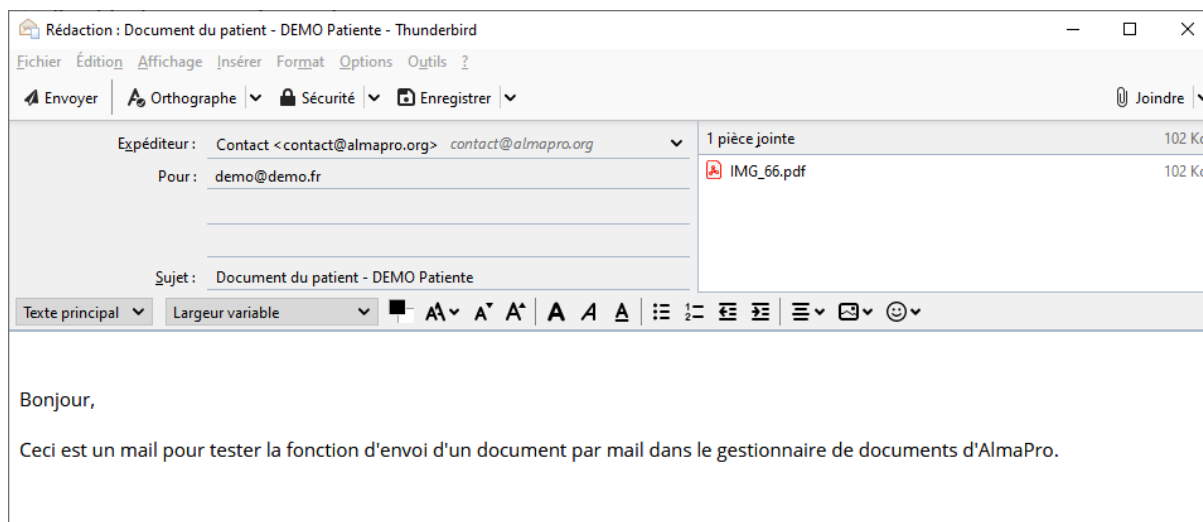 Rédaction : Document du patient - DEMO Patiente - Thunderbird
Fichier Édition Affichage Insérer Format Options Outils ?
Envoyer Orthographe Sécurité Enregistrer Joindre
Expéditeur : Contact <contact@almapro.org> contact@almapro.org
1 pièce jointe 102 Ko
Pour : demo@demo.fr
IMG_66.pdf 102 Ko
Sujet : Document du patient - DEMO Patiente
Texte principal Largeur variable
Bonjour,
Ceci est un mail pour tester la fonction d'envoi d'un document par mail dans le gestionnaire de documents d'AlmaPro.